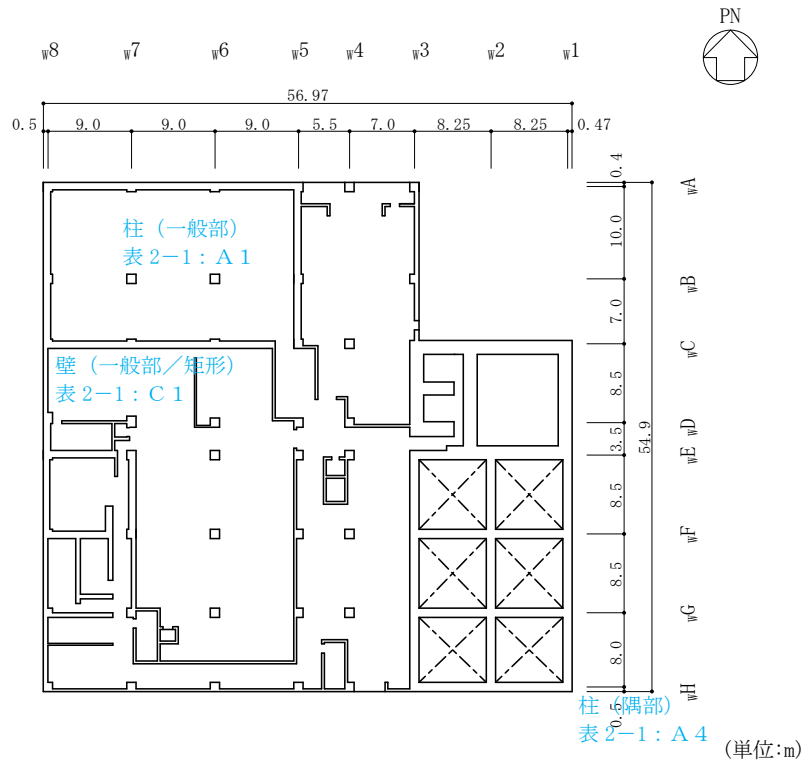 PN
W8 W7 W6 W5 W4 W3 W2 W1
56.97
0.5 9.0 9.0 9.0 5.5 7.0 8.25 8.25 0.47
0.4
WA
10.0
WB
7.0
WC
8.5
WD
3.5
54.9
WE
8.5
WF
8.5
WG
8.0
WH
0.5
柱（一般部）
表2-1：A1
壁（一般部／矩形）
表2-1：C1
柱（隅部）
表2-1：A4
(単位:m)